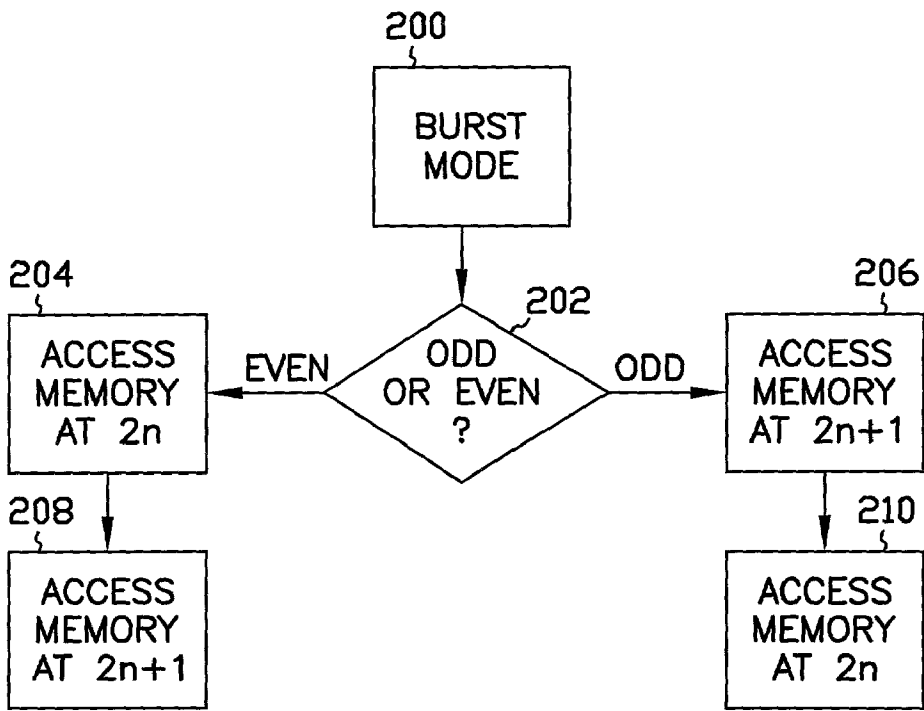 200
BURST
MODE
202
ODD
OR EVEN
?
EVEN
ODD
204
ACCESS
MEMORY
AT 2n
206
ACCESS
MEMORY
AT 2n+1
208
ACCESS
MEMORY
AT 2n+1
210
ACCESS
MEMORY
AT 2n